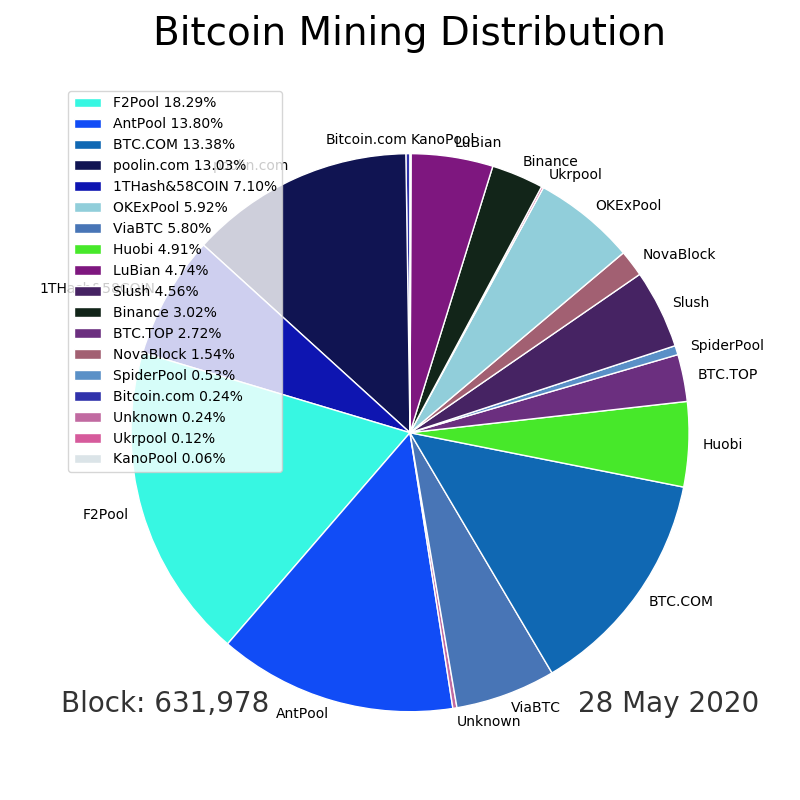 Bitcoin Mining Distribution
F2Pool 18.29%
AntPool 13.80%
BTC.COM 13.38%
poolin.com 13.03%
1THash&58COIN 7.10%
OKExPool 5.92%
ViaBTC 5.80%
Huobi 4.91%
LuBian 4.74%
Slush 4.56%
Binance 3.02%
BTC.TOP 2.72%
NovaBlock 1.54%
SpiderPool 0.53%
Bitcoin.com 0.24%
Unknown 0.24%
Ukrpool 0.12%
KanoPool 0.06%
Bitcoin.com
KanoPool
LuBian
Binance
Ukrpool
OKExPool
NovaBlock
Slush
SpiderPool
BTC.TOP
Huobi
BTC.COM
ViaBTC
Unknown
AntPool
F2Pool
1THash&58COIN
poolin.com
Block: 631,978
28 May 2020